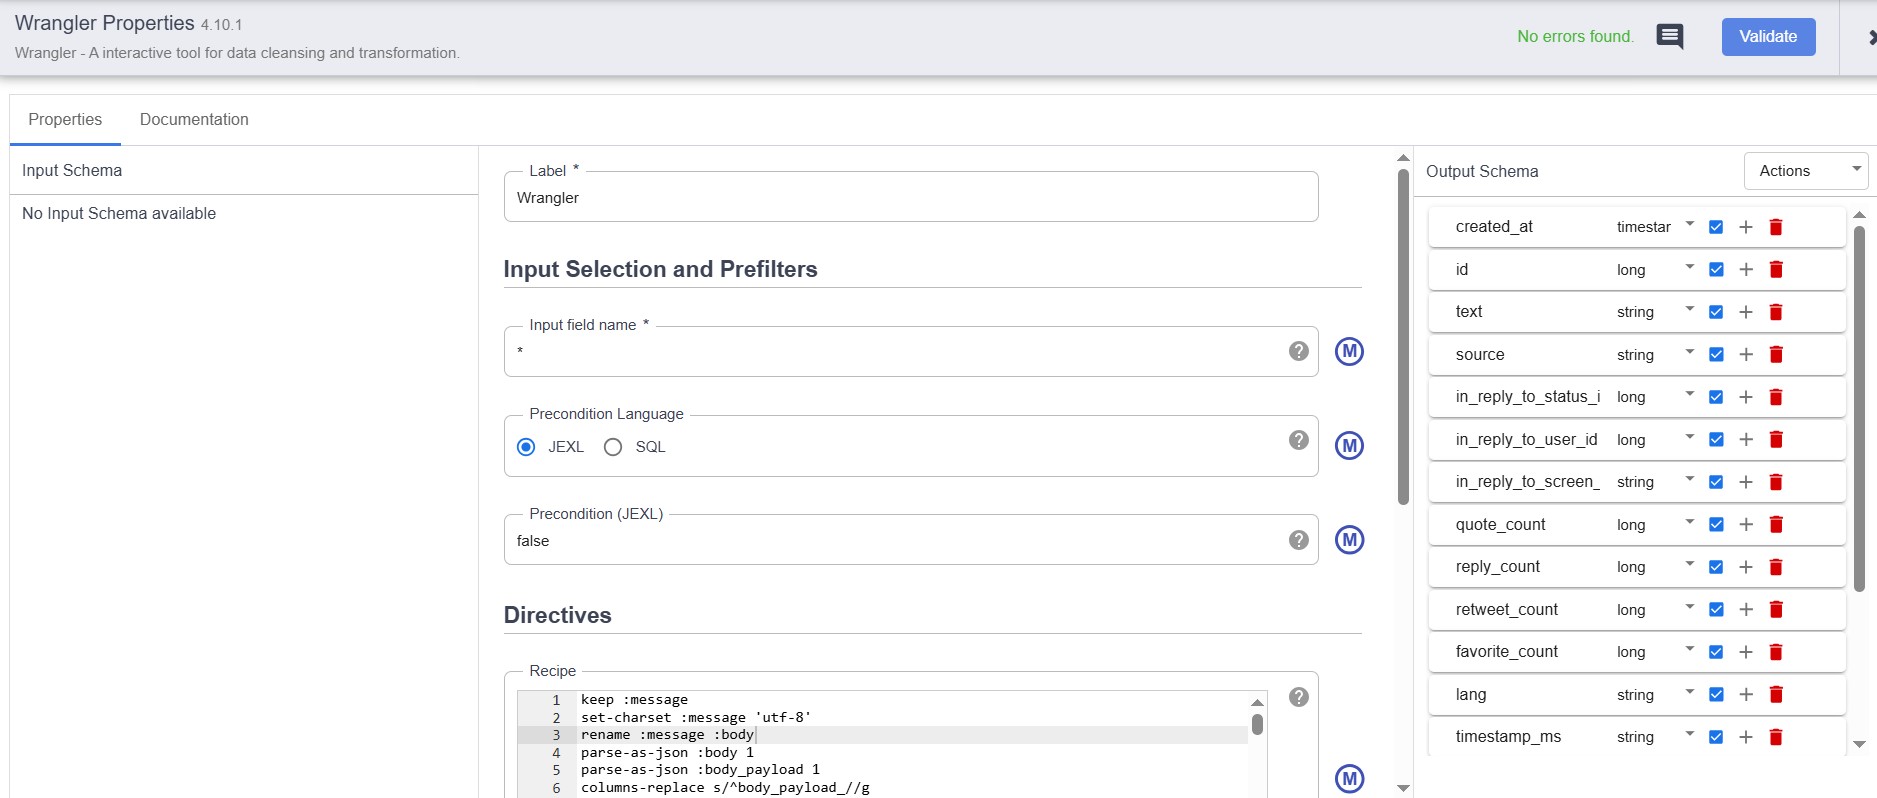 Wrangler Properties 4.10.1
Wrangler - A interactive tool for data cleansing and transformation.
No errors found.
Validate
Properties
Documentation
Input Schema
No Input Schema available
Label *
Wrangler
Input Selection and Prefilters
Input field name *
*
M
Precondition Language
JEXL
SQL
M
Precondition (JEXL)
false
M
Directives
Recipe
1 keep :message
2 set-charset :message 'utf-8'
3 rename :message :body
4 parse-as-json :body 1
5 parse-as-json :body_payload 1
6 columns-replace s/^body_payload_//g
M
Output Schema
Actions
created_at timestar
id long
text string
source string
in_reply_to_status_i long
in_reply_to_user_id long
in_reply_to_screen_ string
quote_count long
reply_count long
retweet_count long
favorite_count long
lang string
timestamp_ms string